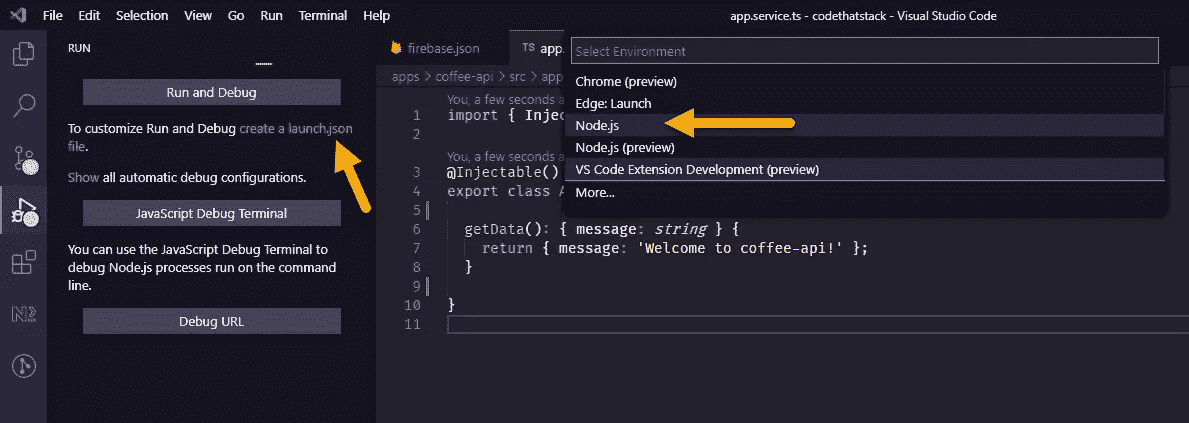 File Edit Selection View Go Run Terminal Help
app.service.ts - codethatstack - Visual Studio Code
RUN
Run and Debug
To customize Run and Debug create a launch.json
file.
Show all automatic debug configurations.
JavaScript Debug Terminal
You can use the JavaScript Debug Terminal to
debug Node.js processes run on the command
line.
Debug URL
firebase.json
TS app.
apps > coffee-api > src > app
Select Environment
Chrome (preview)
Edge: Launch
Node.js
Node.js (preview)
VS Code Extension Development (preview)
More...
You, a few seconds a
1 import { Injec
2
You, a few seconds a
3 @Injectable()
4 export class A
5
6 getData(): { message: string } {
7 return { message: 'Welcome to coffee-api!' };
8 }
9
10 }
11